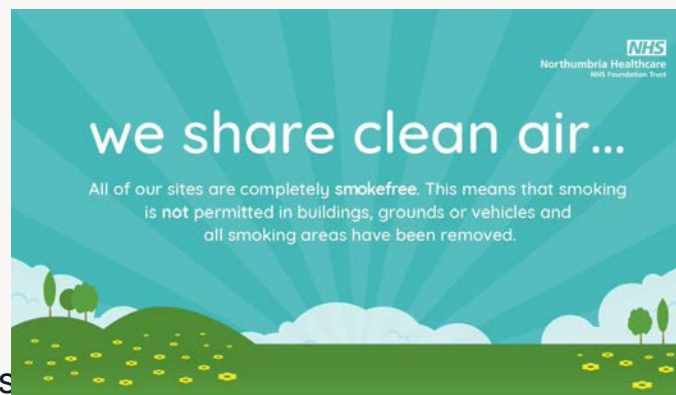 NHS
Northumbria Healthcare
NHS Foundation Trust
we share clean air...
All of our sites are completely smokefree. This means that smoking
is not permitted in buildings, grounds or vehicles and
all smoking areas have been removed.
s